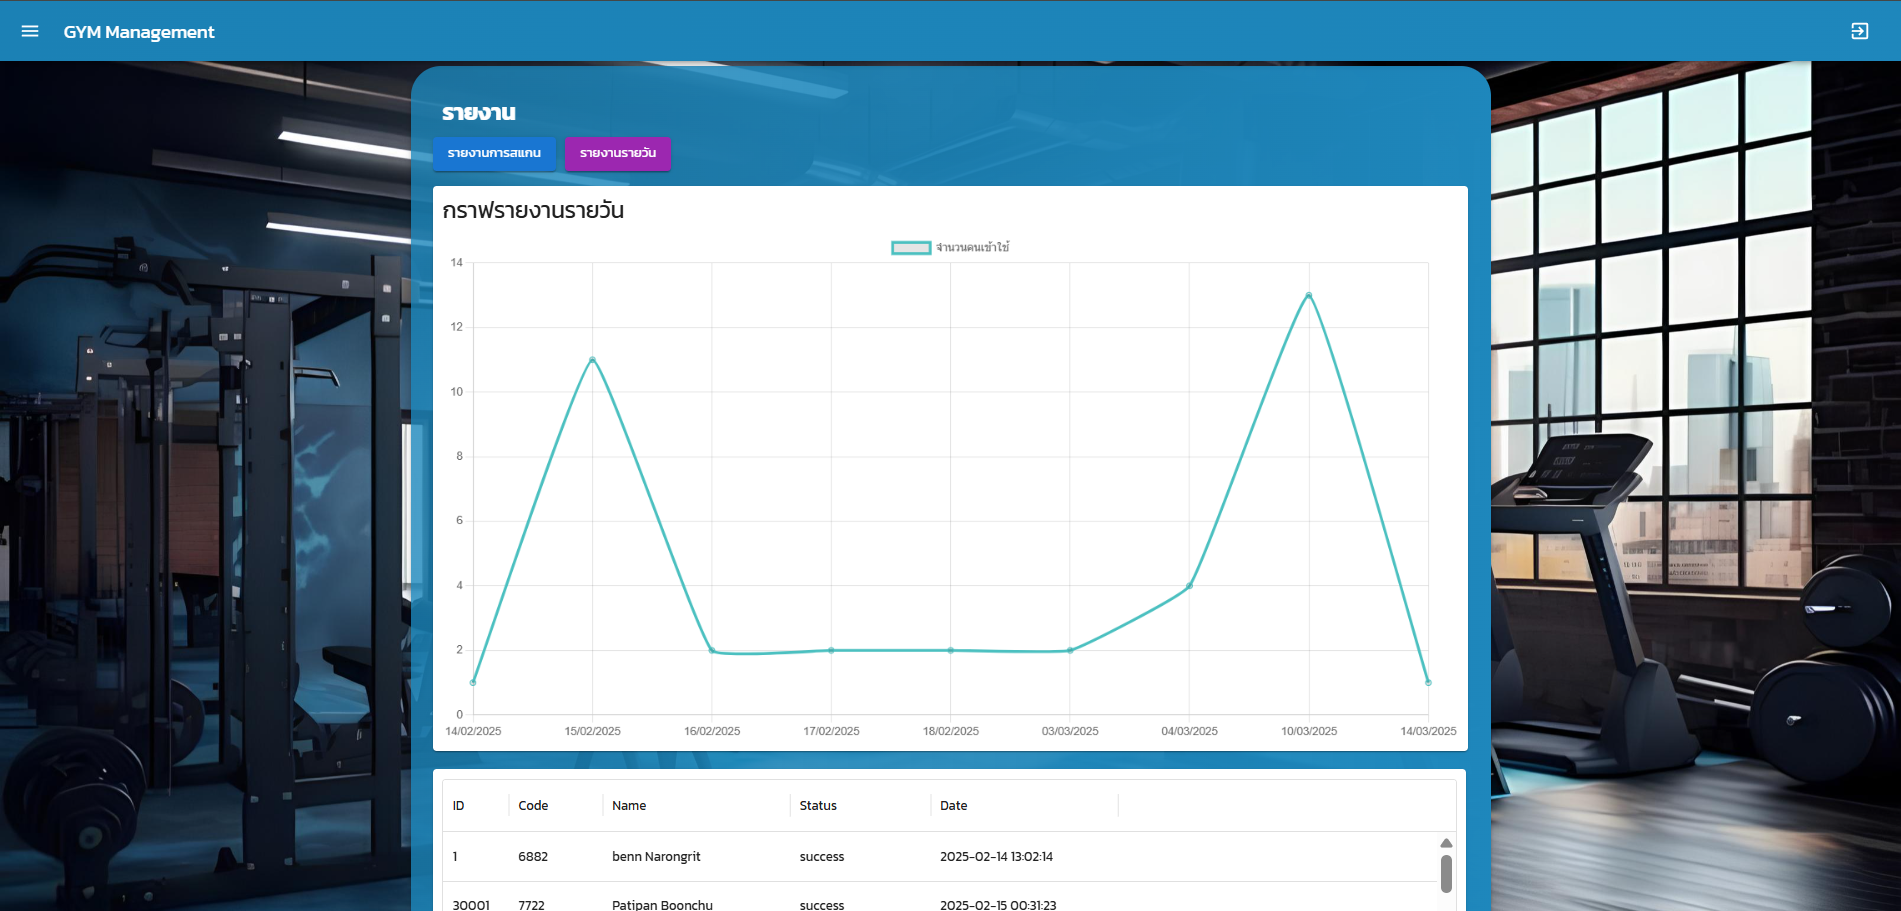 GYM Management
รายงาน
รายงานการสแกน รายงานรายวัน
กราฟรายงานรายวัน
จำนวนคนเข้าใช้
14
12
10
8
6
4
2
0
14/02/2025 15/02/2025 16/02/2025 17/02/2025 18/02/2025 03/03/2025 04/03/2025 10/03/2025 14/03/2025
ID Code Name Status Date
1 6882 benn Narongrit success 2025-02-14 13:02:14
30001 7722 Patipan Boonchu success 2025-02-15 00:31:23